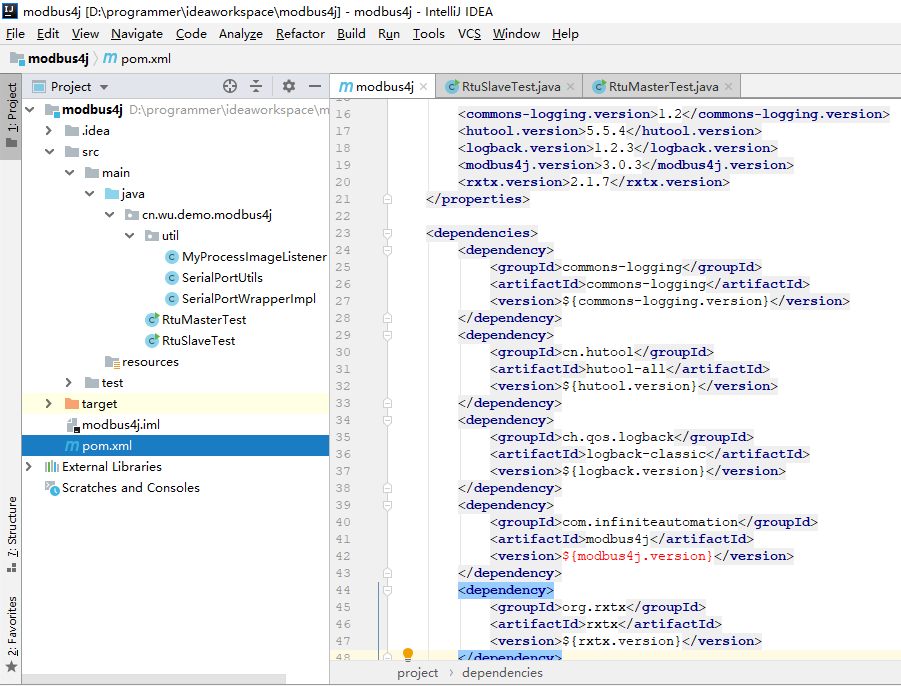 modbus4j [D:\programmer\ideaworkspace\modbus4j] - modbus4j - IntelliJ IDEA
File Edit View Navigate Code Analyze Refactor Build Run Tools VCS Window Help
modbus4j pom.xml
1: Project
7: Structure
2: Favorites
Project
modbus4j D:\programmer\ideaworkspace\m
.idea
src
main
java
cn.wu.demo.modbus4j
util
MyProcessImageListener
SerialPortUtils
SerialPortWrapperImpl
RtuMasterTest
RtuSlaveTest
resources
test
target
modbus4j.iml
pom.xml
External Libraries
Scratches and Consoles
modbus4j RtuSlaveTest.java RtuMasterTest.java
16 <commons-logging.version>1.2</commons-logging.version>
17 <hutool.version>5.5.4</hutool.version>
18 <logback.version>1.2.3</logback.version>
19 <modbus4j.version>3.0.3</modbus4j.version>
20 <rxtx.version>2.1.7</rxtx.version>
21 </properties>
22
23 <dependencies>
24 <dependency>
25 <groupId>commons-logging</groupId>
26 <artifactId>commons-logging</artifactId>
27 <version>${commons-logging.version}</version>
28 </dependency>
29 <dependency>
30 <groupId>cn.hutool</groupId>
31 <artifactId>hutool-all</artifactId>
32 <version>${hutool.version}</version>
33 </dependency>
34 <dependency>
35 <groupId>ch.qos.logback</groupId>
36 <artifactId>logback-classic</artifactId>
37 <version>${logback.version}</version>
38 </dependency>
39 <dependency>
40 <groupId>com.infiniteautomation</groupId>
41 <artifactId>modbus4j</artifactId>
42 <version>${modbus4j.version}</version>
43 </dependency>
44 <dependency>
45 <groupId>org.rxtx</groupId>
46 <artifactId>rxtx</artifactId>
47 <version>${rxtx.version}</version>
48 </dependency>
project dependencies